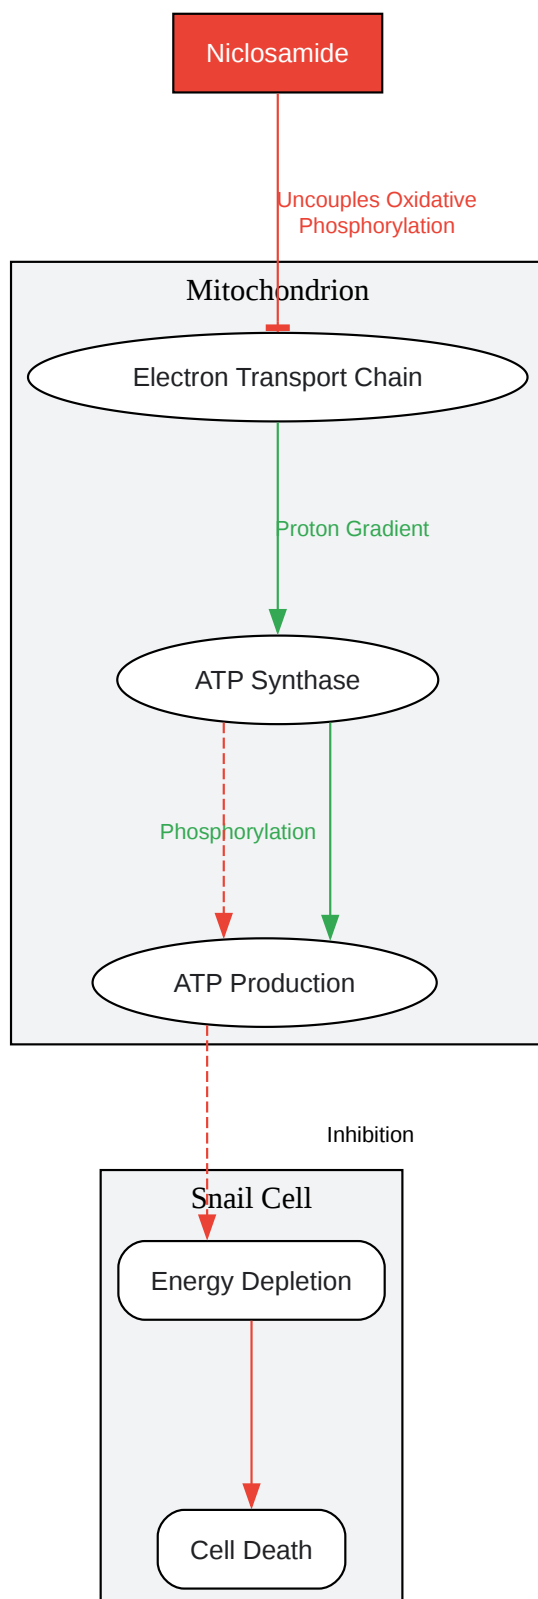 Niclosamide
Uncouples Oxidative
Phosphorylation
Mitochondrion
Electron Transport Chain
Proton Gradient
ATP Synthase
Phosphorylation
ATP Production
Inhibition
Snail Cell
Energy Depletion
Cell Death